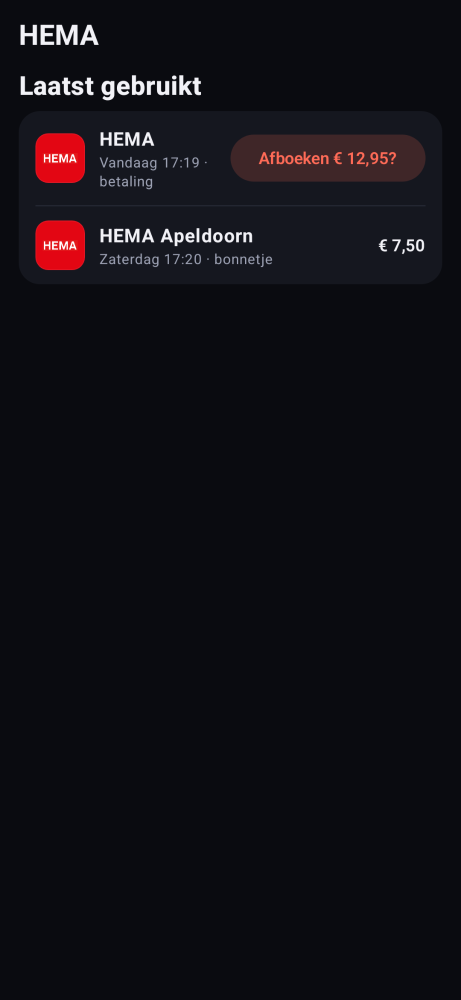 HEMA
Laatst gebruikt
HEMA
HEMA
Vandaag 17:19 ·
betaling
Afboeken € 12,95?
HEMA
HEMA Apeldoorn
Zaterdag 17:20 · bonnetje
€ 7,50